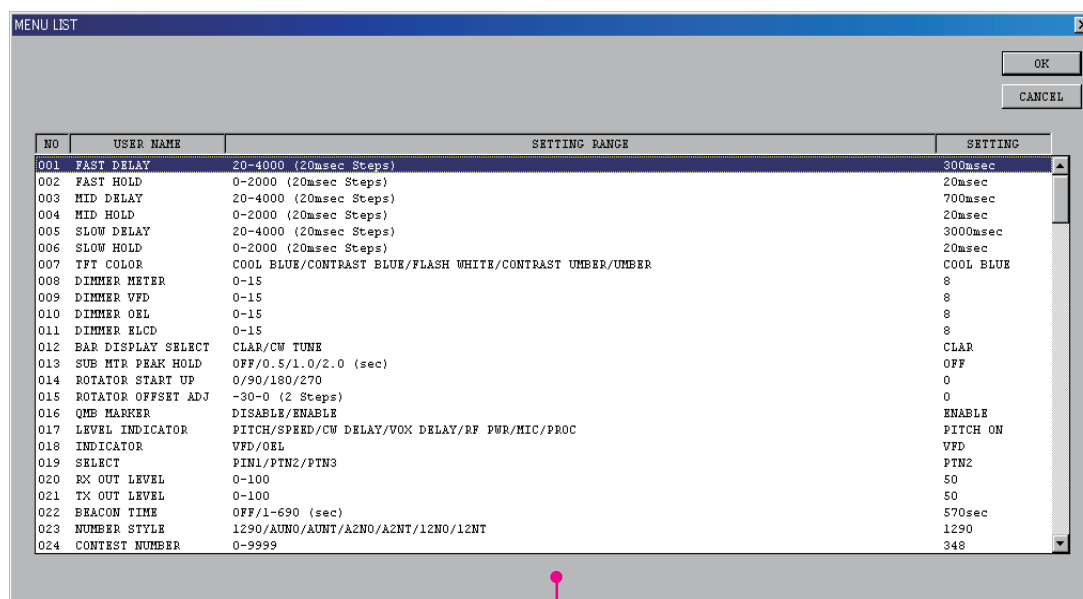 MENU LIST
OK
CANCEL
NO USER NAME SETTING RANGE SETTING
001 FAST DELAY 20-4000 (20msec Steps) 300msec
002 FAST HOLD 0-2000 (20msec Steps) 20msec
003 MID DELAY 20-4000 (20msec Steps) 700msec
004 MID HOLD 0-2000 (20msec Steps) 20msec
005 SLOW DELAY 20-4000 (20msec Steps) 3000msec
006 SLOW HOLD 0-2000 (20msec Steps) 20msec
007 TFT COLOR COOL BLUE/CONTRAST BLUE/FLASH WHITE/CONTRAST UMBER/UMBER COOL BLUE
008 DIMMER METER 0-15 8
009 DIMMER VFD 0-15 8
010 DIMMER OEL 0-15 8
011 DIMMER ELCD 0-15 8
012 BAR DISPLAY SELECT CLAR/CW TUNE CLAR
013 SUB MTR PEAK HOLD OFF/0.5/1.0/2.0 (sec) OFF
014 ROTATOR START UP 0/90/180/270 0
015 ROTATOR OFFSET ADJ -30-0 (2 Steps) 0
016 QMB MARKER DISABLE/ENABLE ENABLE
017 LEVEL INDICATOR PITCH/SPEED/CW DELAY/VOX DELAY/RF PWR/MIC/PROC PITCH ON
018 INDICATOR VFD/OEL VFD
019 SELECT PIN1/PTN2/PTN3 PTN2
020 RX OUT LEVEL 0-100 50
021 TX OUT LEVEL 0-100 50
022 BEACON TIME OFF/1-690 (sec) 570sec
023 NUMBER STYLE 1290/AUNO/AUNT/A2NO/A2NT/12NO/12NT 1290
024 CONTEST NUMBER 0-9999 348